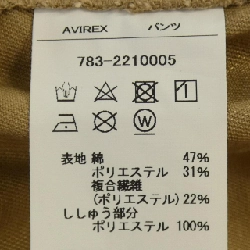 AVIREX パンツ
783-2210005
W
表地 綿 47%
ポリエステル 31%
複合繊維
(ポリエステル) 22%
ししゅう部分
ポリエステル 100%